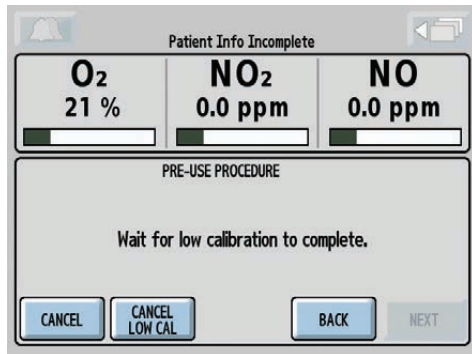 Patient Info Incomplete
O2 NO2 NO
21 % 0.0 ppm 0.0 ppm
PRE-USE PROCEDURE
Wait for low calibration to complete.
CANCEL CANCEL LOW CAL BACK NEXT